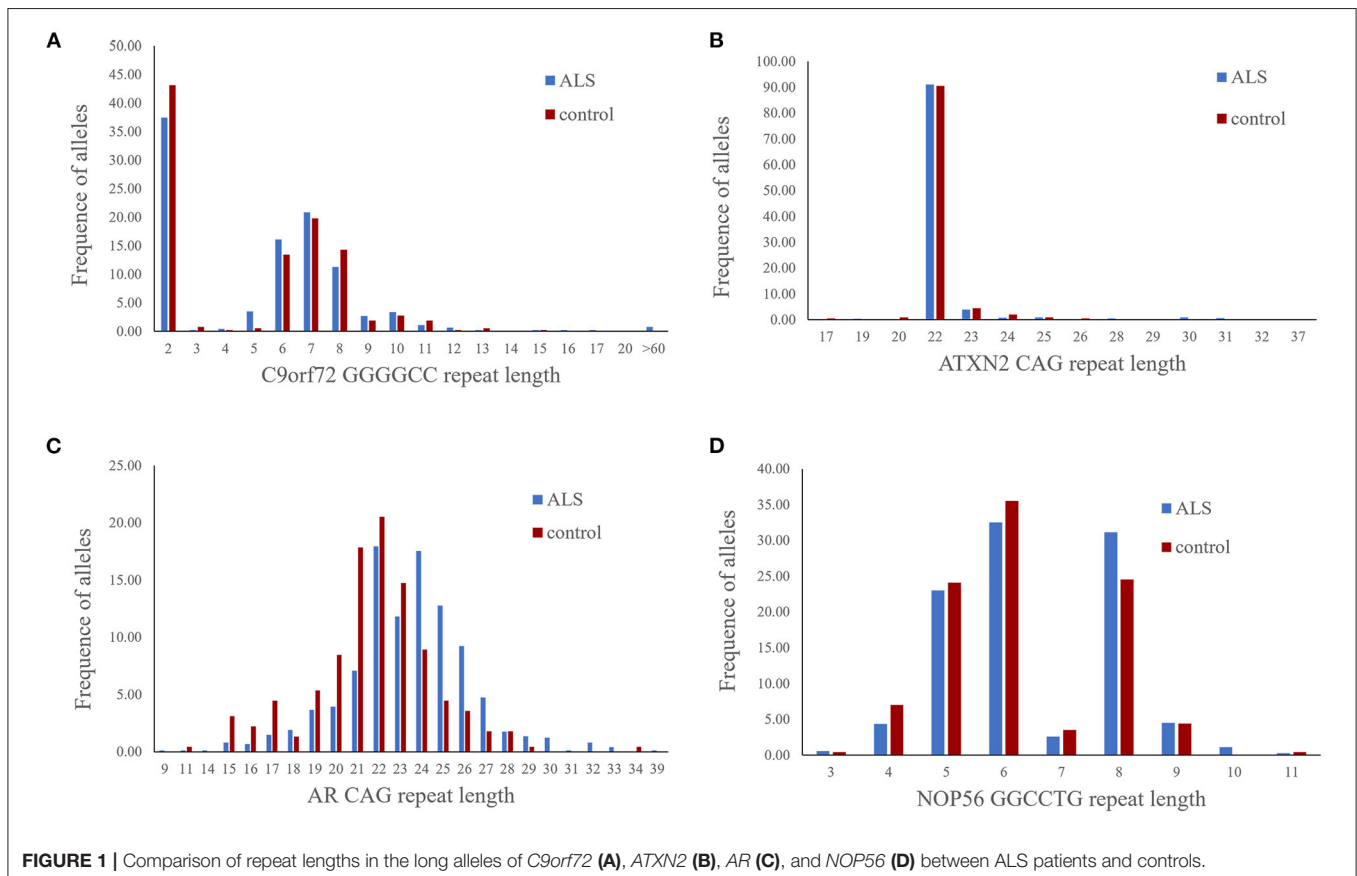 A
50.00
45.00
40.00
35.00
30.00
25.00
20.00
15.00
10.00
5.00
0.00
Frequence of alleles
ALS
control
2 3 4 5 6 7 8 9 10 11 12 13 14 15 16 17 20 >60
C9orf72 GGGGCC repeat length
B
100.00
90.00
80.00
70.00
60.00
50.00
40.00
30.00
20.00
10.00
0.00
Frequence of alleles
ALS
control
17 19 20 22 23 24 25 26 28 29 30 31 32 37
ATXN2 CAG repeat length
C
25.00
20.00
15.00
10.00
5.00
0.00
Frequence of alleles
ALS
control
9 11 14 15 16 17 18 19 20 21 22 23 24 25 26 27 28 29 30 31 32 33 34 39
AR CAG repeat length
D
40.00
35.00
30.00
25.00
20.00
15.00
10.00
5.00
0.00
Frequence of alleles
ALS
control
3 4 5 6 7 8 9 10 11
NOP56 GGCCTG repeat length
FIGURE 1 | Comparison of repeat lengths in the long alleles of C9orf72 (A), ATXN2 (B), AR (C), and NOP56 (D) between ALS patients and controls.